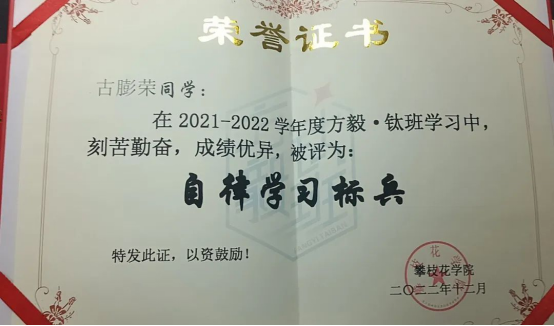 荣誉证书
古膨荣同学：
在2021-2022学年度方毅·钛班学习中，
刻苦勤奋，成绩优异，被评为：
自律学习标兵
特发此证，以资鼓励！
攀枝花学院
二〇二二年十二月